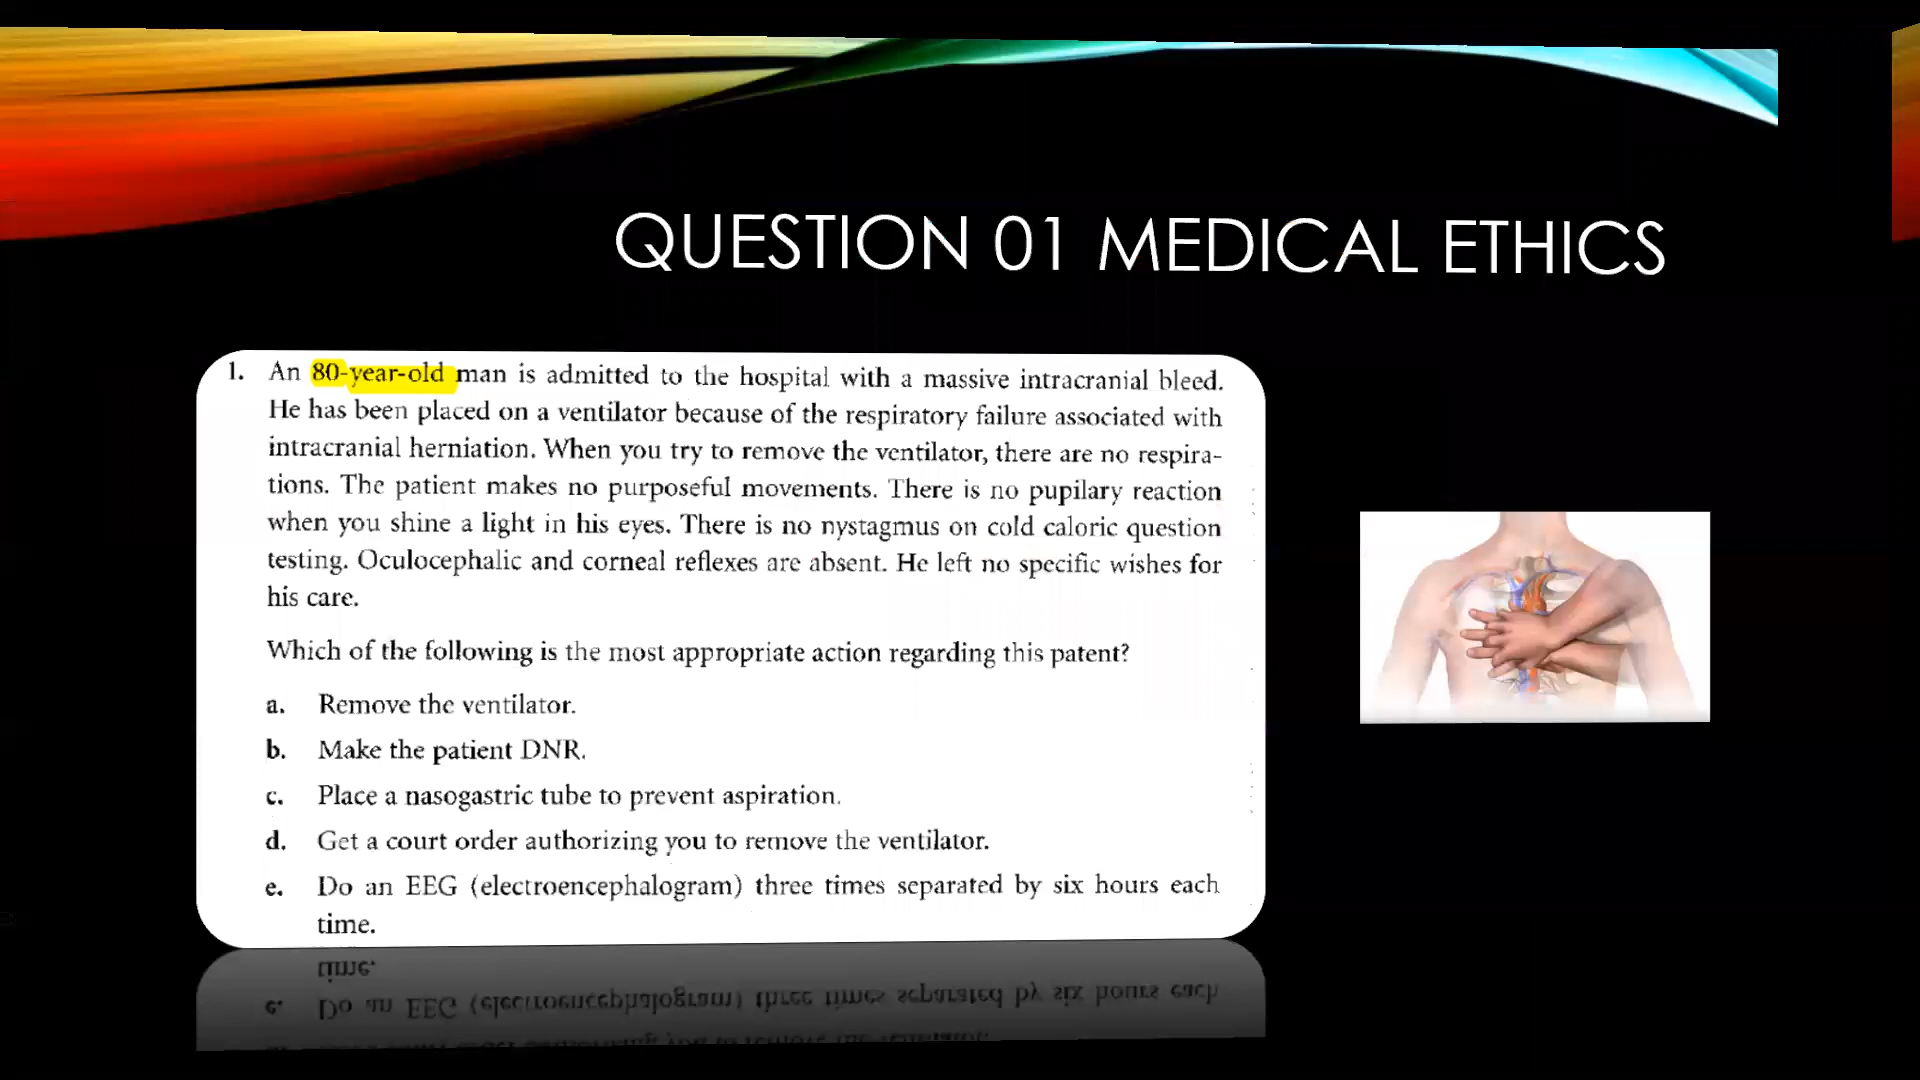 QUESTION 01 MEDICAL ETHICS
1. An 80-year-old man is admitted to the hospital with a massive intracranial bleed.
He has been placed on a ventilator because of the respiratory failure associated with
intracranial herniation. When you try to remove the ventilator, there are no respira-
tions. The patient makes no purposeful movements. There is no pupilary reaction
when you shine a light in his eyes. There is no nystagmus on cold caloric question
testing. Oculocephalic and corneal reflexes are absent. He left no specific wishes for
his care.
Which of the following is the most appropriate action regarding this patent?
a. Remove the ventilator.
b. Make the patient DNR.
c. Place a nasogastric tube to prevent aspiration.
d. Get a court order authorizing you to remove the ventilator.
e. Do an EEG (electroencephalogram) three times separated by six hours each
time.